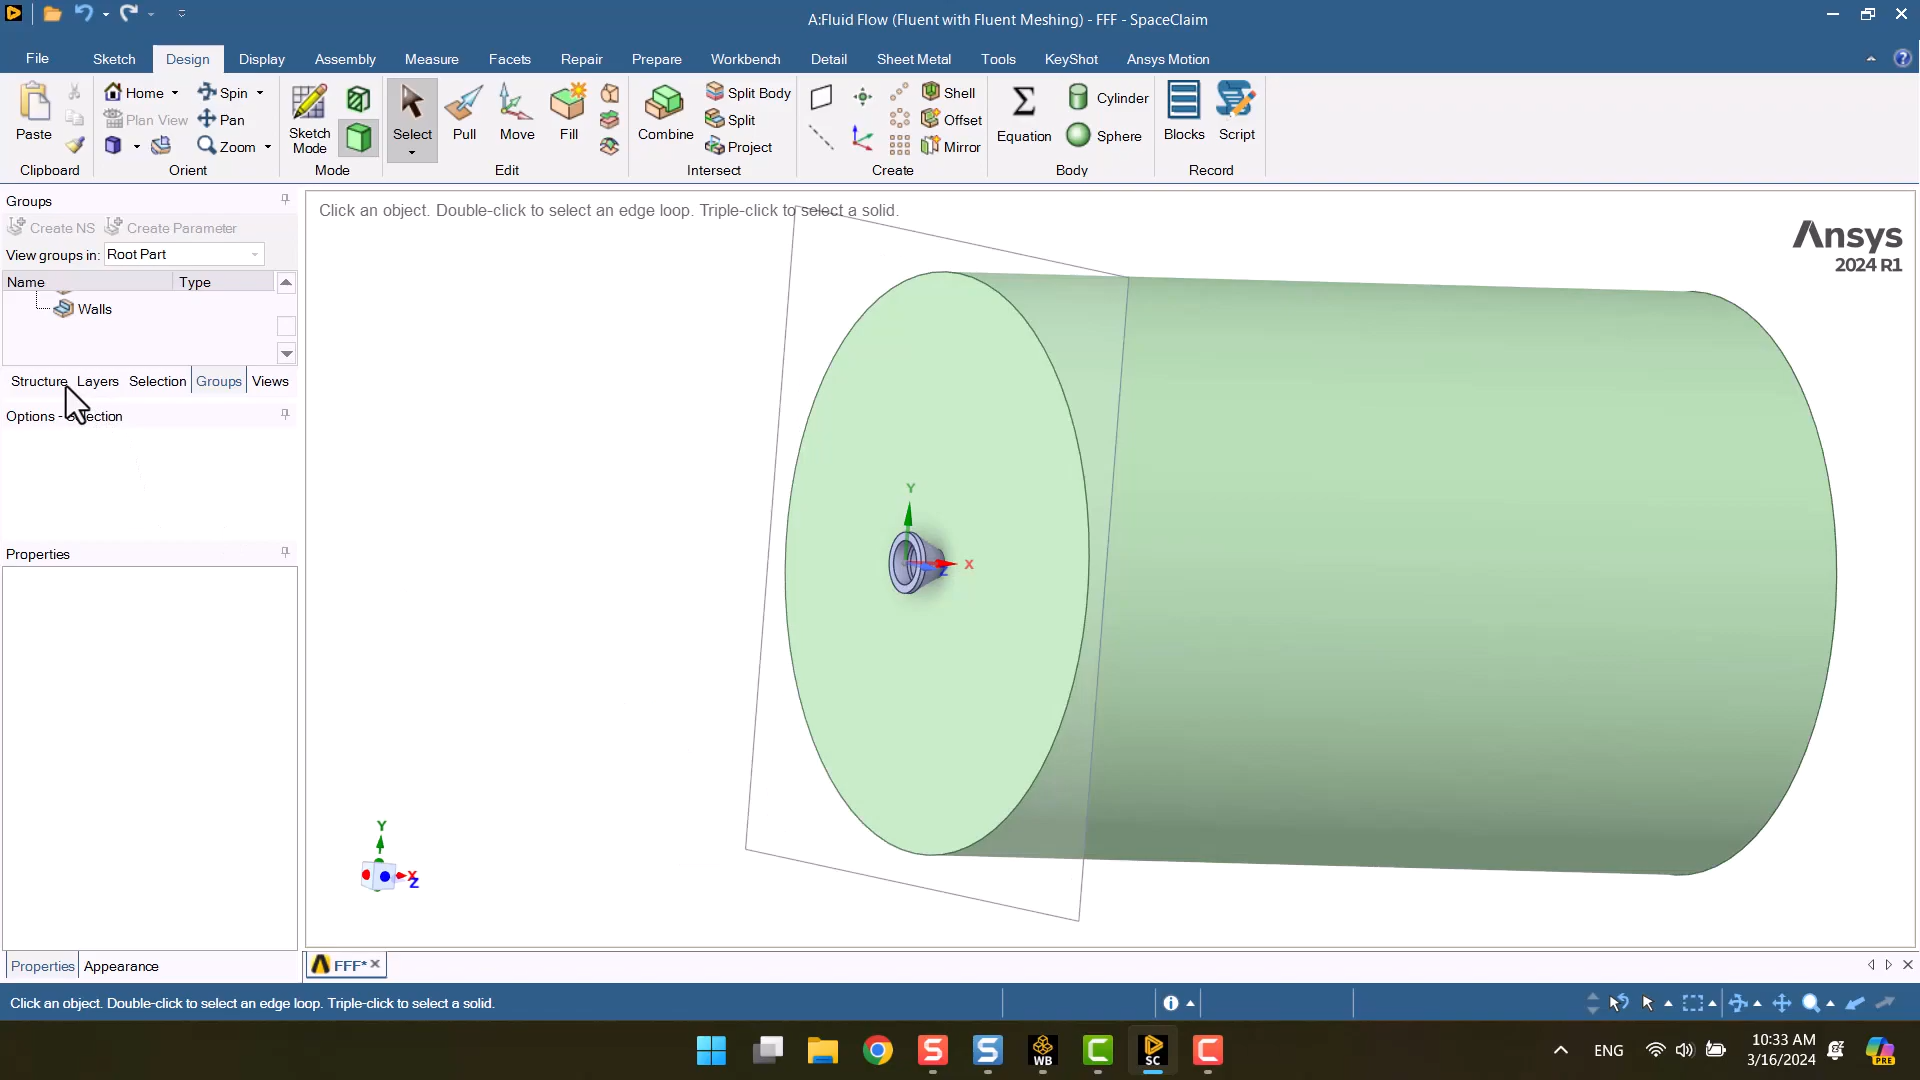 A:Fluid Flow (Fluent with Fluent Meshing) - FFF - SpaceClaim
File Sketch Design Display Assembly Measure Facets Repair Prepare Workbench Detail Sheet Metal Tools KeyShot Ansys Motion
Paste
Clipboard
Home Spin
Plan View Pan
Zoom
Orient
Sketch Mode
Mode
Select Pull Move Fill
Edit
Combine
Split Body
Split
Project
Intersect
Shell
Offset
Mirror
Create
Equation
Cylinder
Sphere
Body
Blocks Script
Record
Groups
Create NS Create Parameter
View groups in: Root Part
Name Type
Walls
Structure Layers Selection Groups Views
Options -
Properties
Properties Appearance
Click an object. Double-click to select an edge loop. Triple-click to select a solid.
Ansys
2024 R1
Y
X
Z
Y
X
Z
FFF*
Click an object. Double-click to select an edge loop. Triple-click to select a solid.
WB
SC
ENG
10:33 AM
3/16/2024
PRE